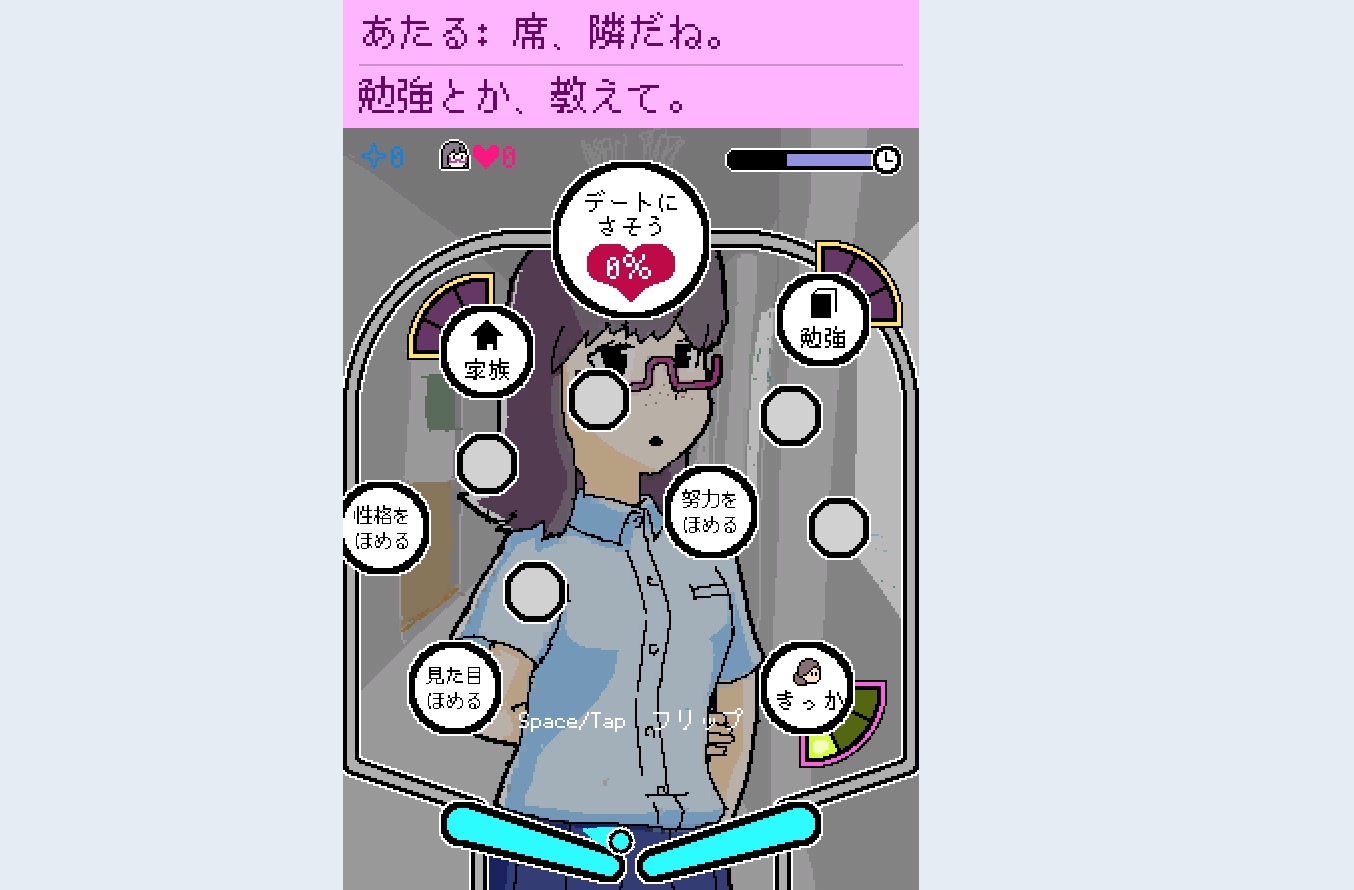 あたる: 席、隣だね。
勉強とか、教えて。
0
0
デートに
さそう
0%
家族
勉強
性格を
ほめる
努力を
ほめる
見た目
ほめる
きっか
Space/Tap フリップ